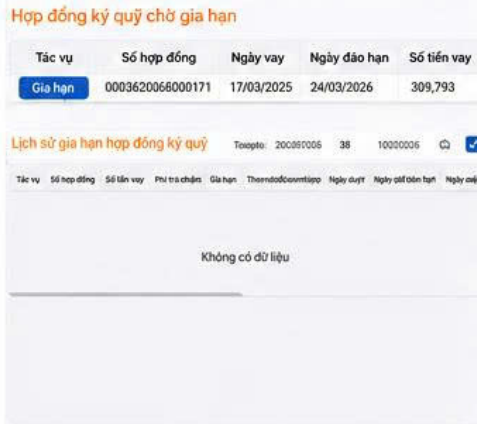 Hợp đồng ký quỹ chờ gia hạn
Tác vụ Số hợp đồng Ngày vay Ngày đáo hạn Số tiền vay
Gia hạn 0003620068000171 17/03/2025 24/03/2026 309,793
Lịch sử gia hạn hợp đồng ký quỹ 38
Tác vụ Số hợp đồng Số lần vay Phí trả chậm Gia hạn Ngày duyệt Ngày
Không có dữ liệu